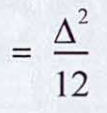 = Δ²/12